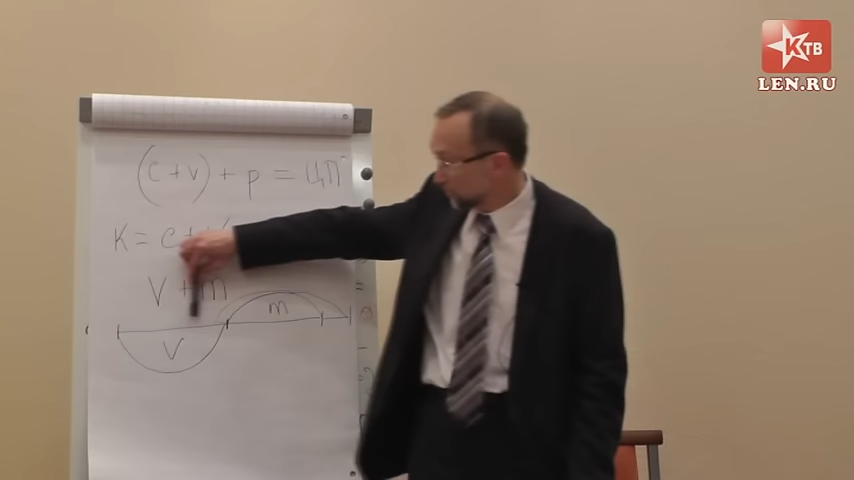 КТВ
LEN.RU
(c+v) + p = ЦП
K = c + v
V + m
m
V